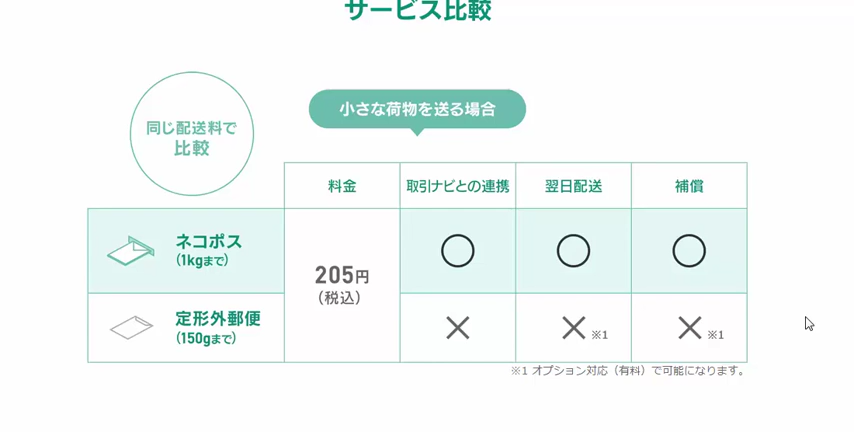 サービス比較
同じ配送料で
比較
小さな荷物を送る場合
料金
取引ナビとの連携
翌日配送
補償
ネコポス
(1kgまで)
205円
(税込)
○
○
○
定形外郵便
(150gまで)
×
× ※1
× ※1
※1 オプション対応（有料）で可能になります。